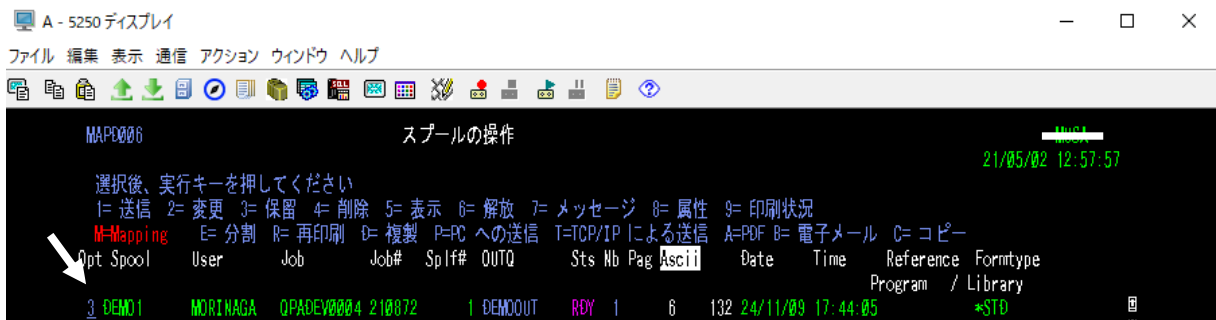 A - 5250 ディスプレイ
ファイル 編集 表示 通信 アクション ウィンドウ ヘルプ
MAPD006 スプールの操作
21/05/02 12:57:57
選択後、実行キーを押してください
1= 送信 2= 変更 3= 保留 4= 削除 5= 表示 6= 解放 7= メッセージ 8= 属性 9= 印刷状況
M=Mapping E= 分割 R= 再印刷 D= 複製 P=PC への送信 T=TCP/IP による送信 A=PDF B= 電子メール C= コピー
Opt Spool User Job Job# Splf# OUTQ Sts Nb Pag Ascii Date Time Reference Formtype
Program / Library
3 DEMO1 MORINAGA QPADEV0004 210872 1 DEMOOUT RDY 1 6 132 24/11/09 17:44:05 *STD